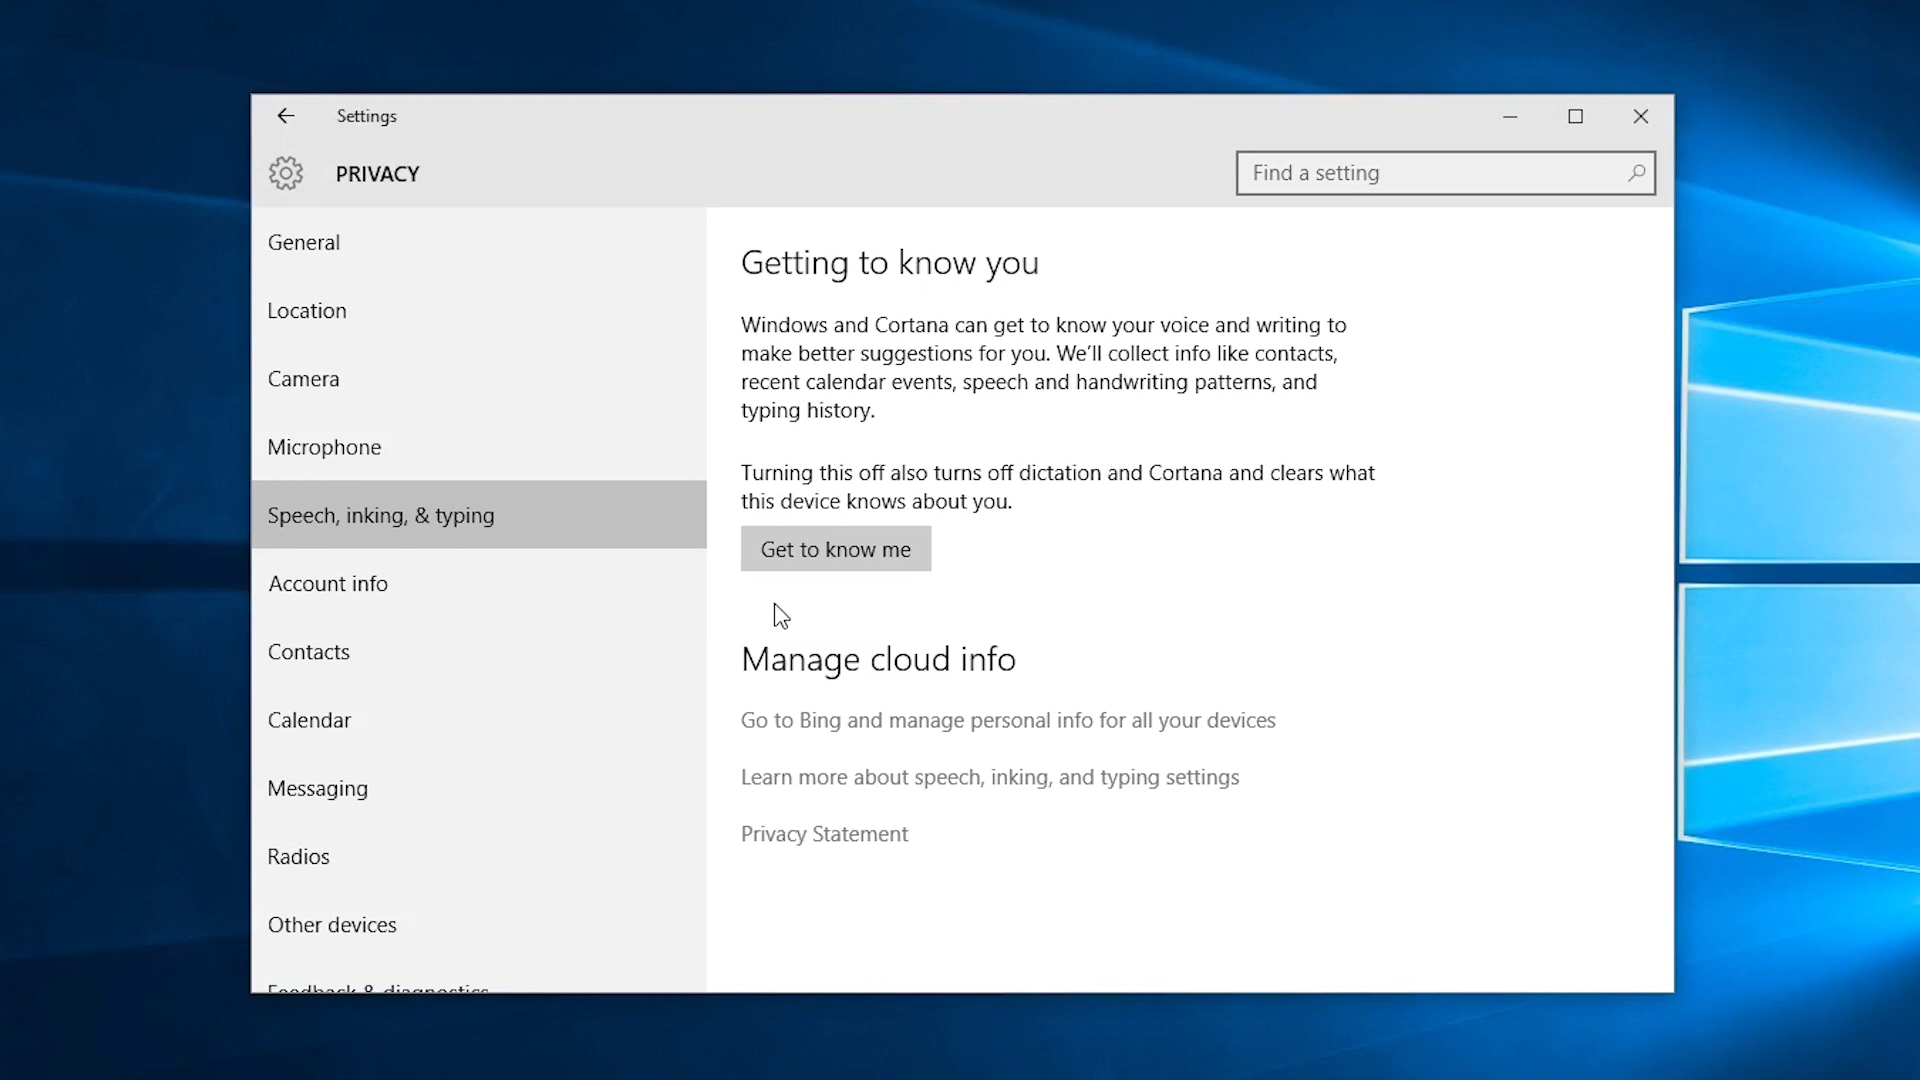 Settings
PRIVACY
Find a setting
General
Location
Camera
Microphone
Speech, inking, & typing
Account info
Contacts
Calendar
Messaging
Radios
Other devices
Feedback & diagnostics
Getting to know you
Windows and Cortana can get to know your voice and writing to
make better suggestions for you. We'll collect info like contacts,
recent calendar events, speech and handwriting patterns, and
typing history.
Turning this off also turns off dictation and Cortana and clears what
this device knows about you.
Get to know me
Manage cloud info
Go to Bing and manage personal info for all your devices
Learn more about speech, inking, and typing settings
Privacy Statement